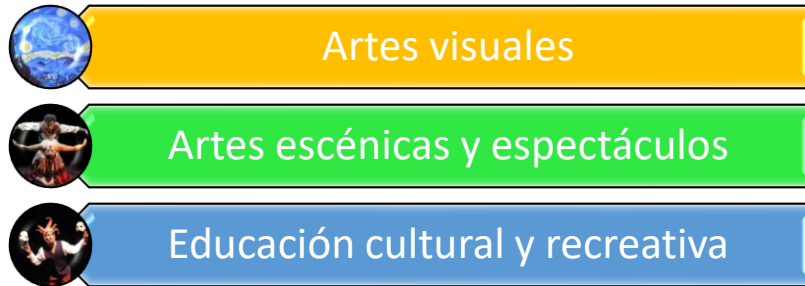 Artes visuales
Artes escénicas y espectáculos
Educación cultural y recreativa